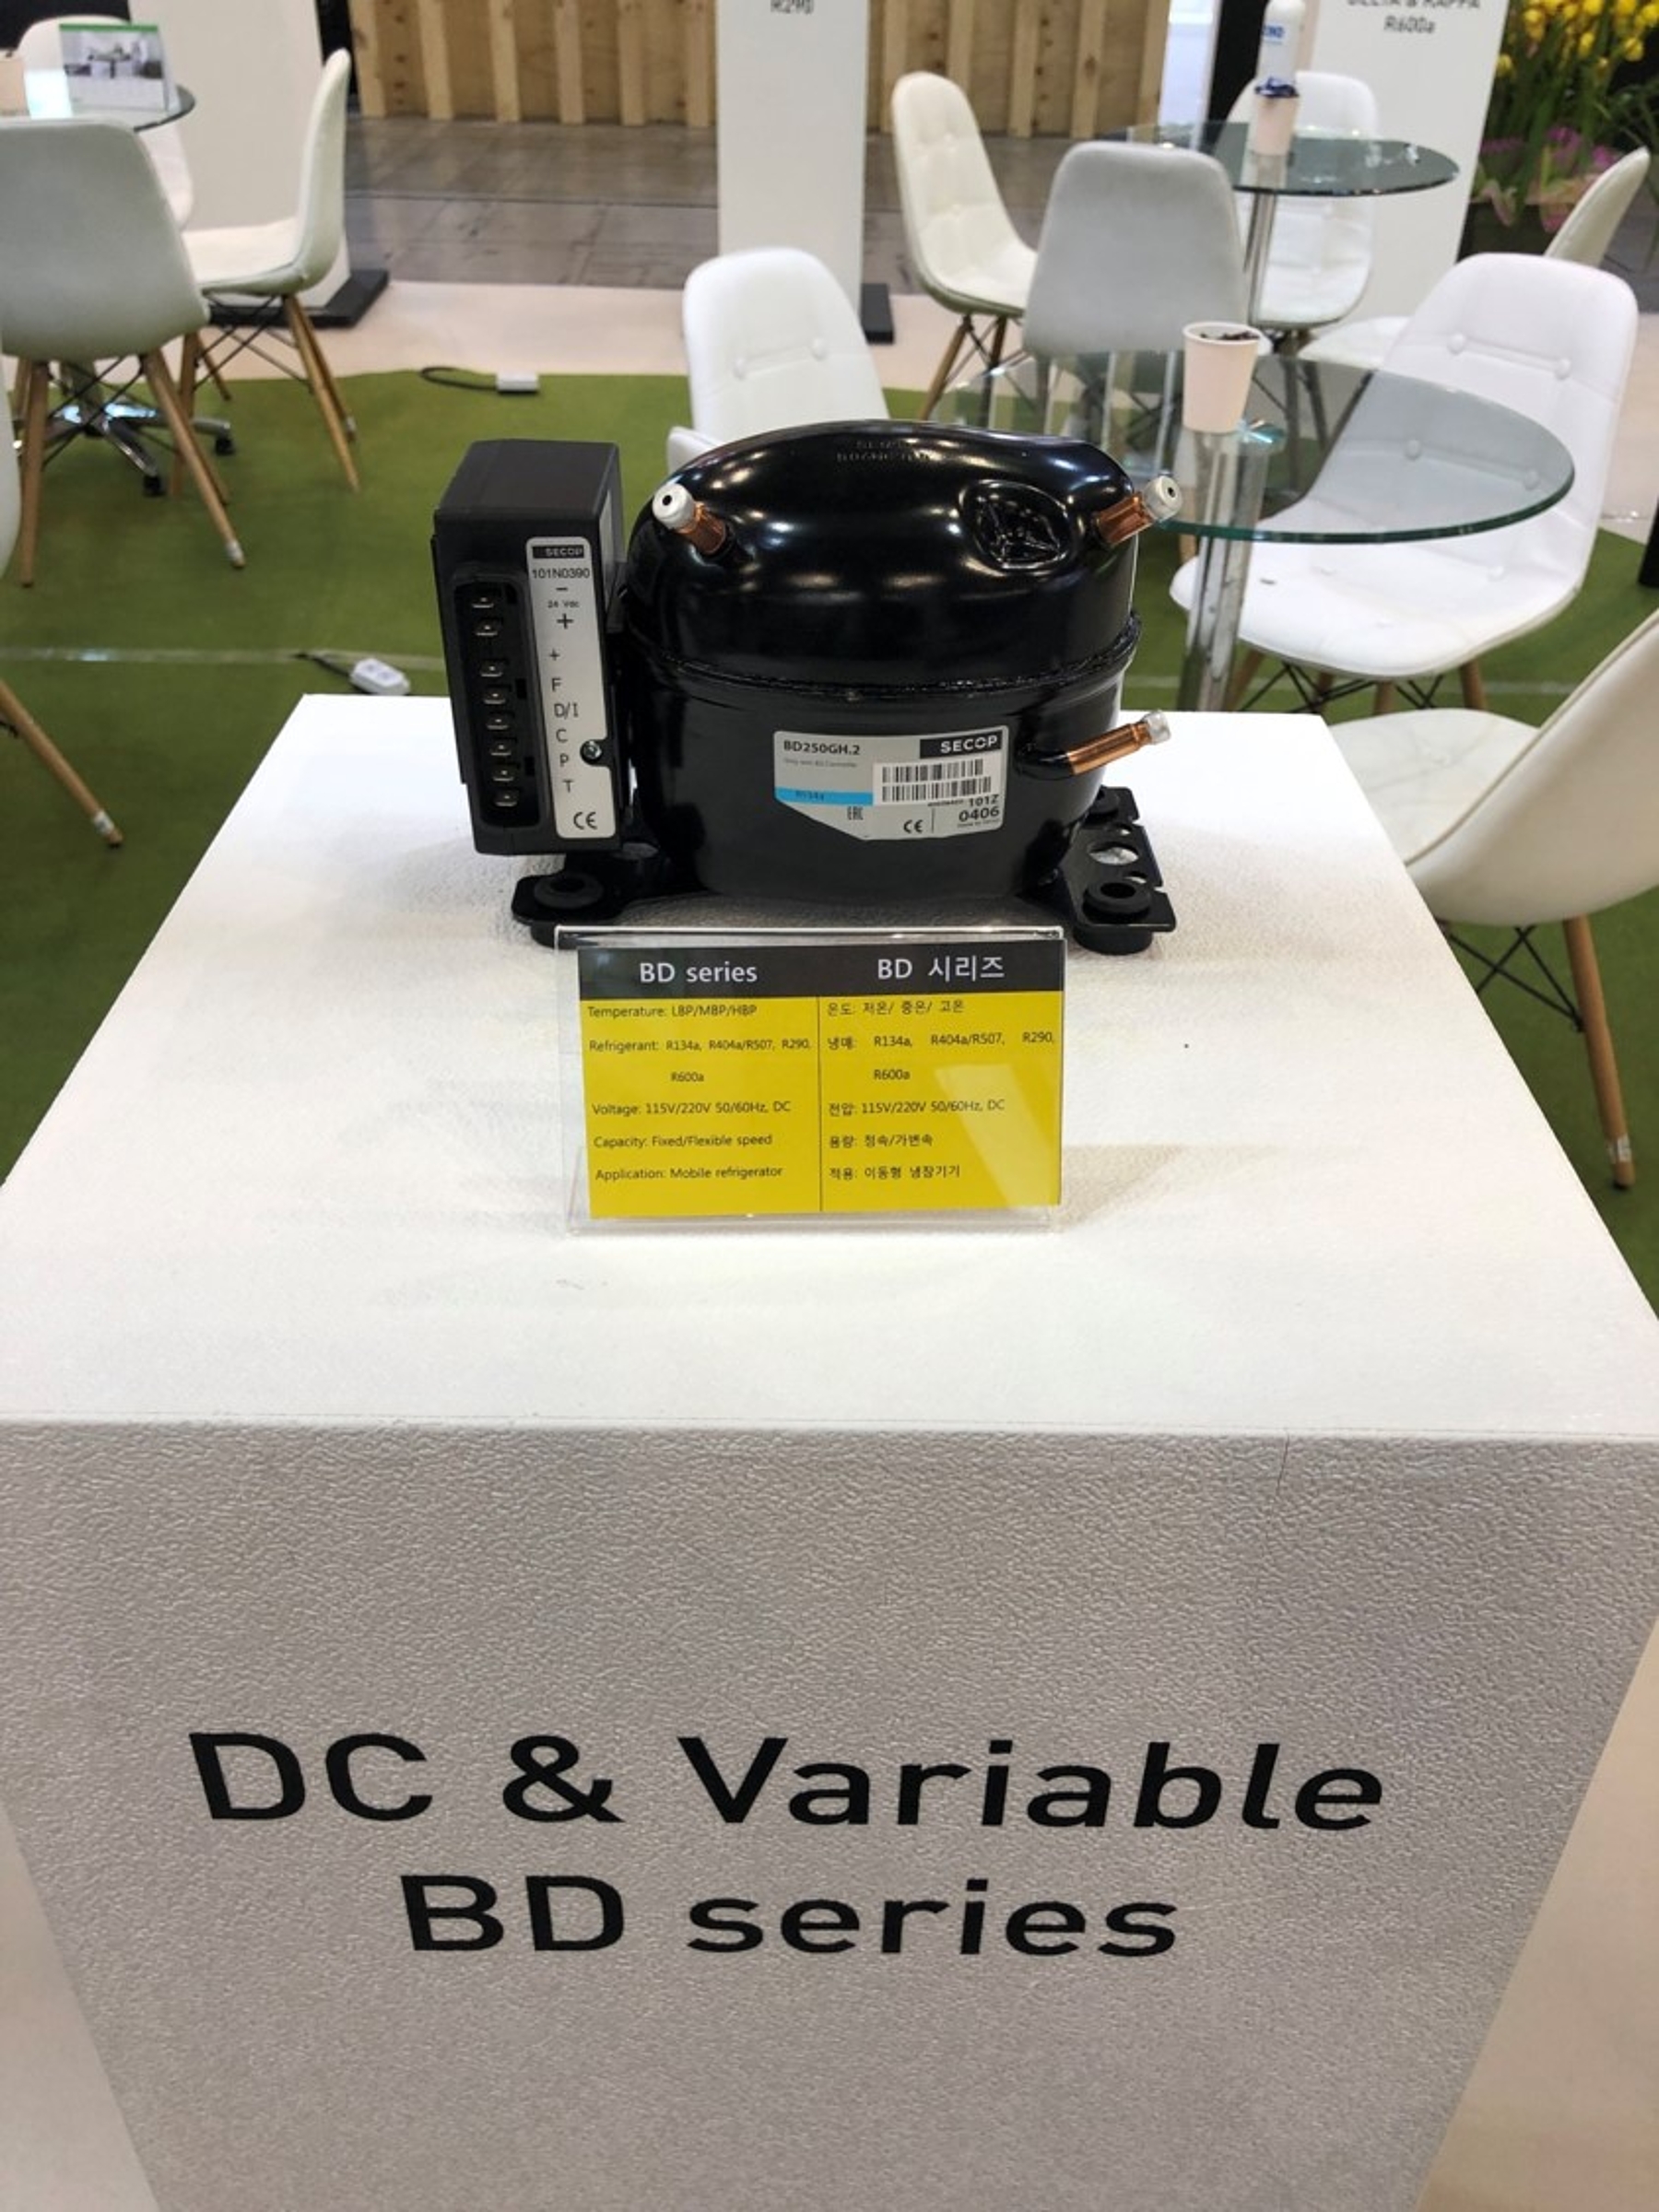 R290
R600a
SECOP
101N0390
−
24 Vdc
+
+
F
D/I
C
P
T
CE
BD250GH.2
SECOP
R134a
101Z
0406
EAC
CE
BD series
Temperature: LBP/MBP/HBP
Refrigerant: R134a, R404a/R507, R290,
R600a
Voltage: 115V/220V 50/60Hz, DC
Capacity: Fixed/Flexible speed
Application: Mobile refrigerator
BD 시리즈
온도: 저온/ 중온/ 고온
냉매: R134a, R404a/R507, R290,
R600a
전압: 115V/220V 50/60Hz, DC
용량: 정속/가변속
적용: 이동형 냉장기기
DC & Variable
BD series